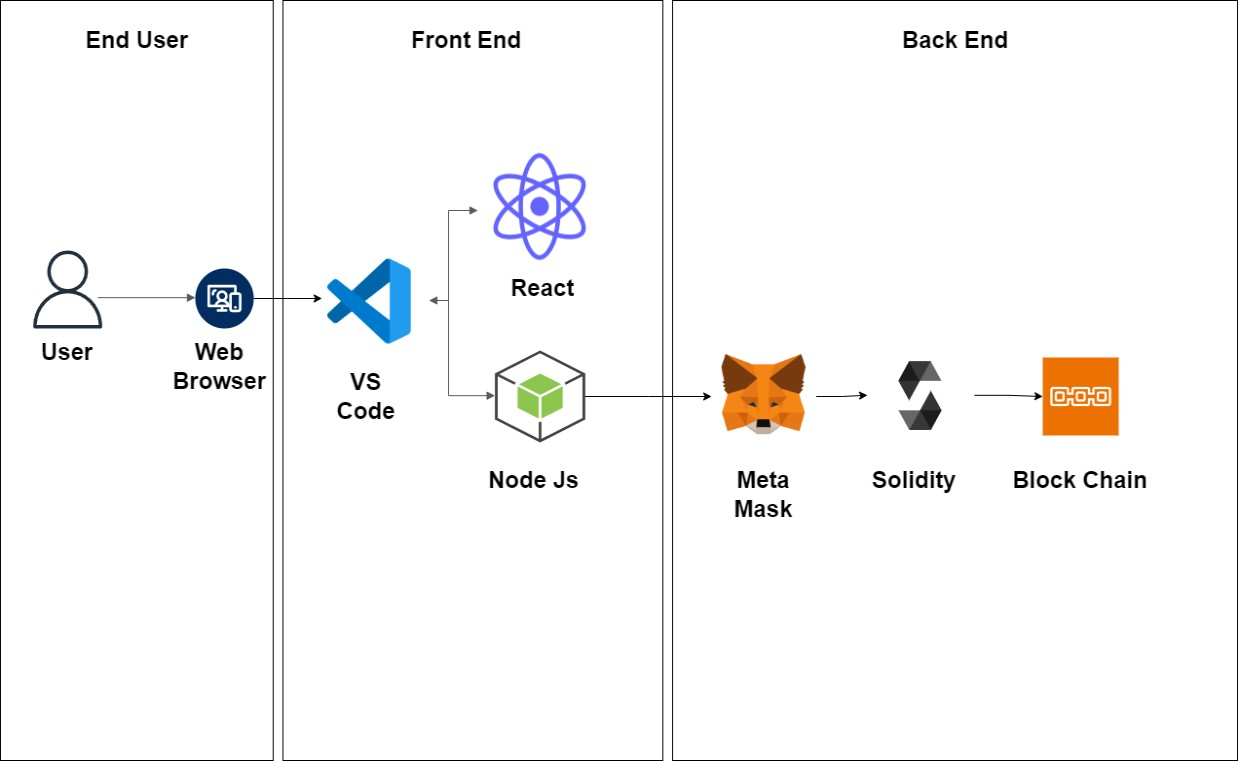 End User
Front End
Back End
React
User
Web
Browser
VS
Code
Node Js
Meta
Mask
Solidity
Block Chain